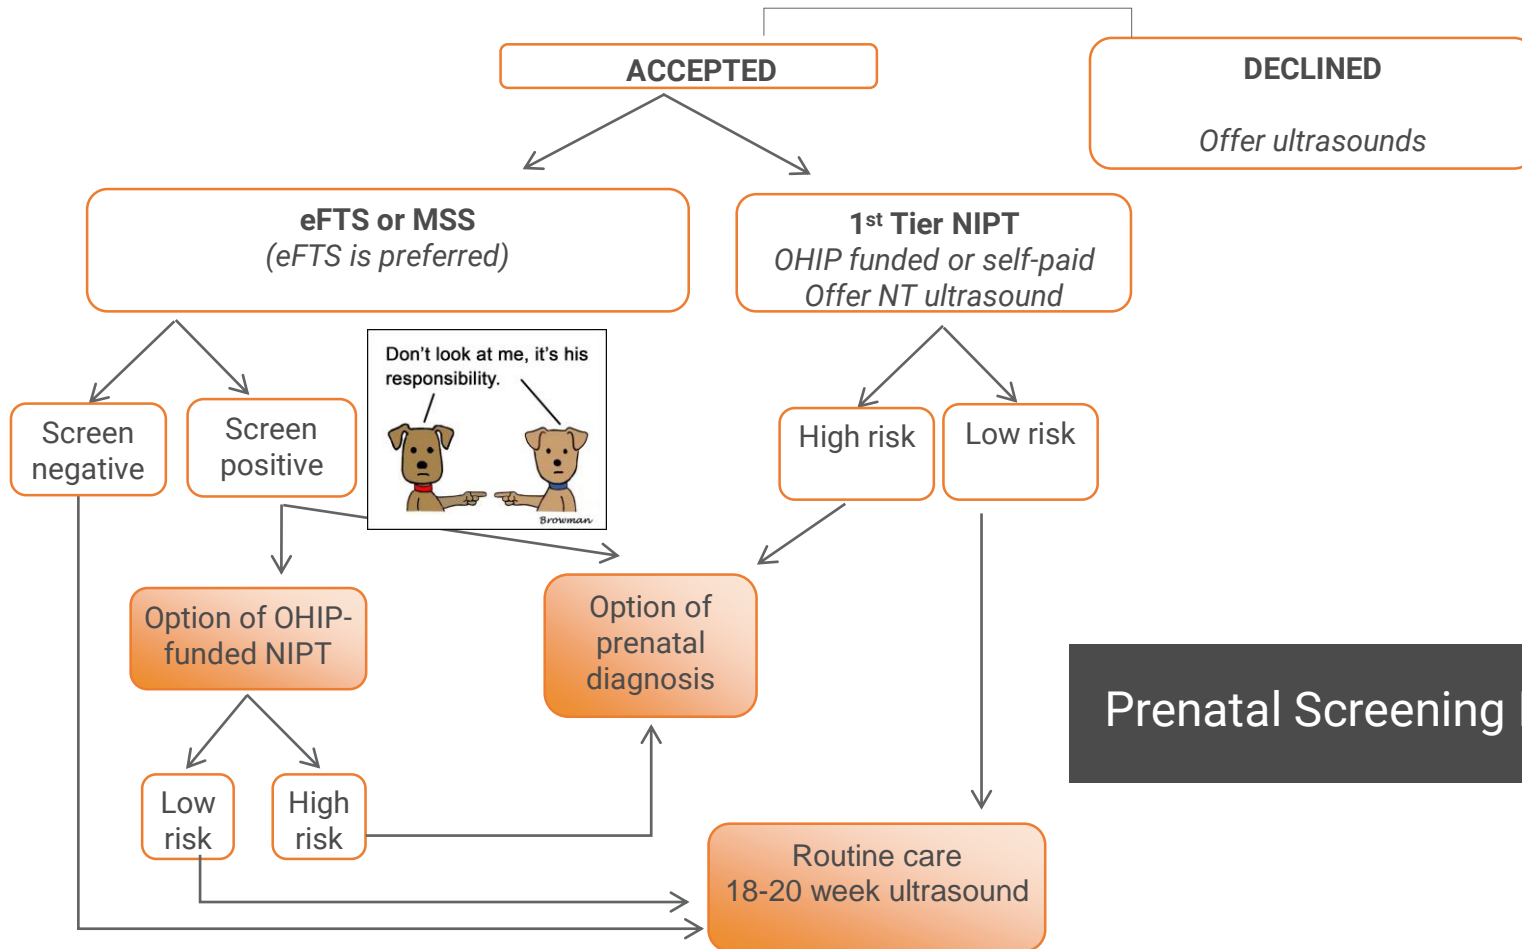 ACCEPTED
DECLINED
Offer ultrasounds
eFTS or MSS
(eFTS is preferred)
1st Tier NIPT
OHIP funded or self-paid
Offer NT ultrasound
Don't look at me, it's his
responsibility.
Browman
Screen
negative
Screen
positive
High risk
Low risk
Option of OHIP-
funded NIPT
Option of
prenatal
diagnosis
Low
risk
High
risk
Prenatal Screening
Routine care
18-20 week ultrasound